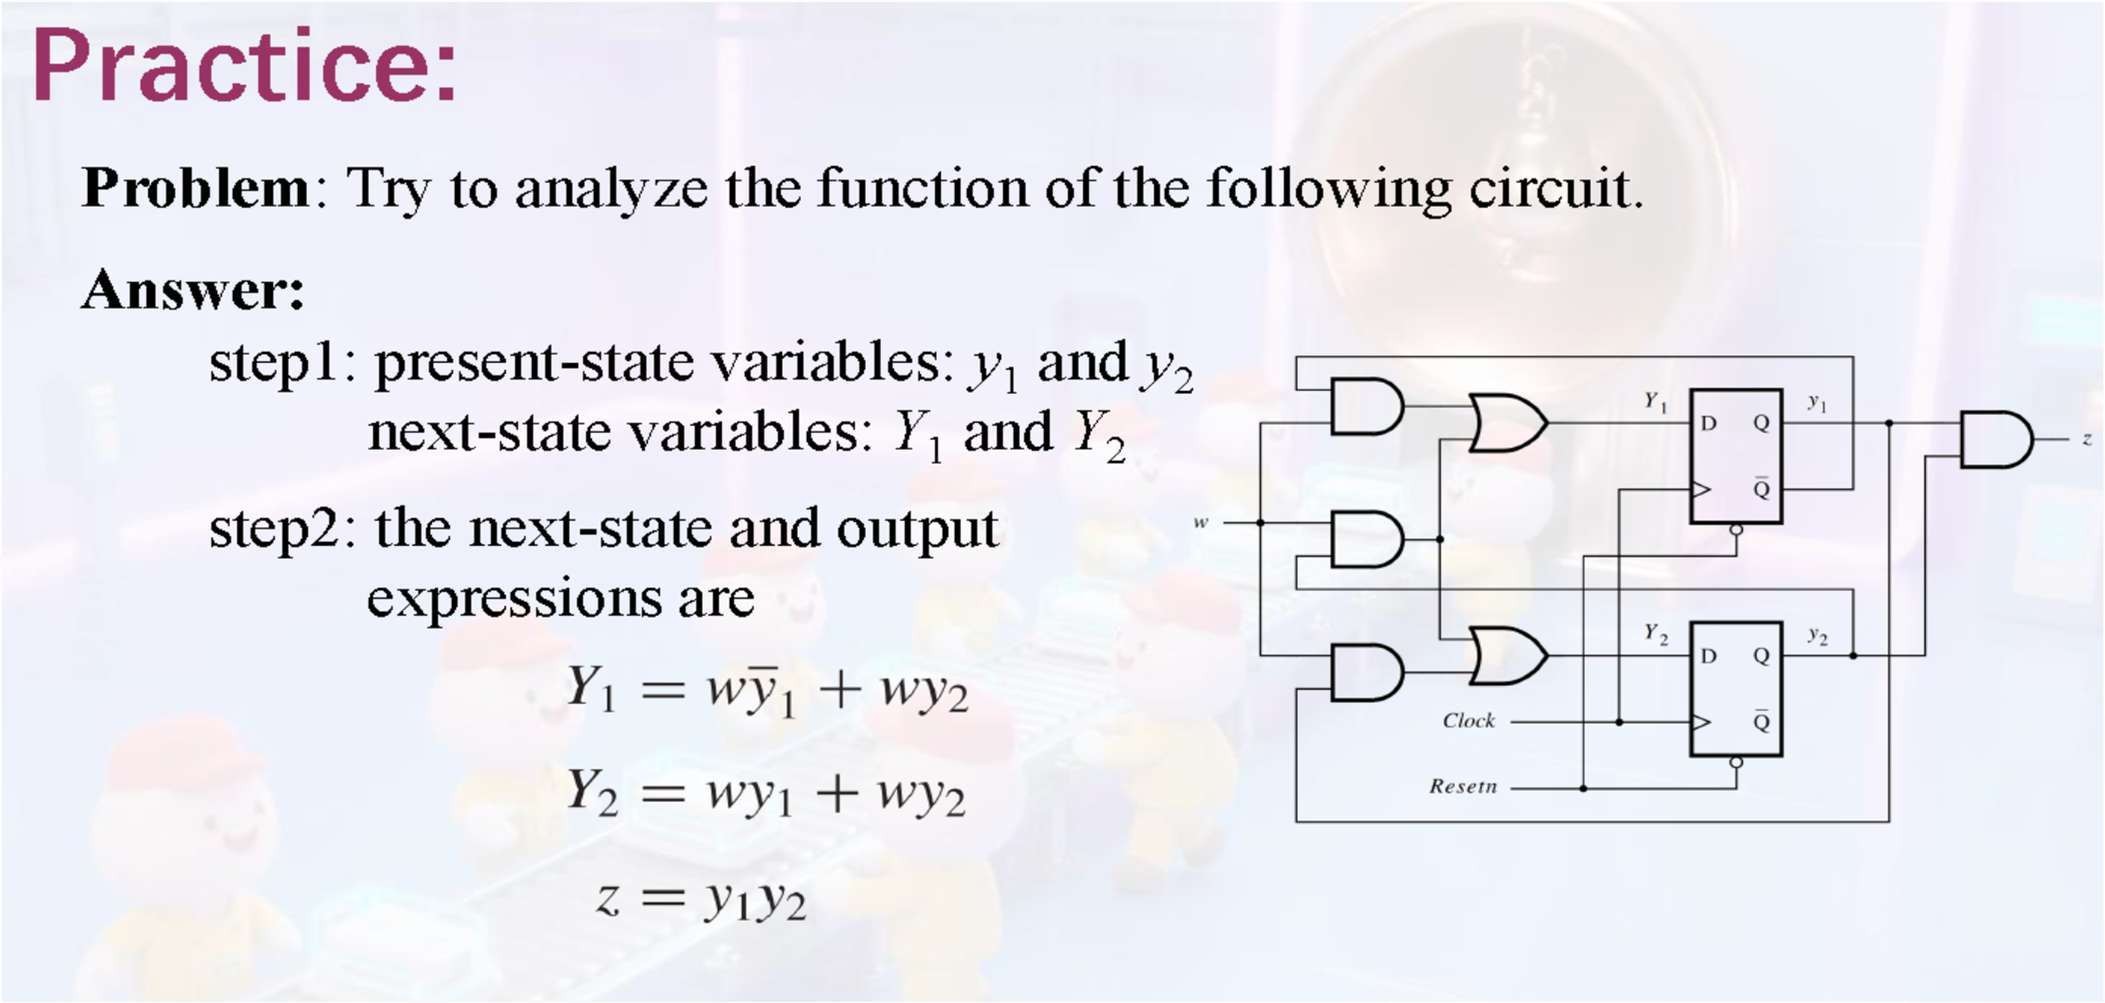 Practice:
Problem: Try to analyze the function of the following circuit.
Answer:
step1: present-state variables: y₁ and y₂
next-state variables: Y₁ and Y₂
step2: the next-state and output
expressions are
Y₁ = wȳ₁ + wy₂
Y₂ = wy₁ + wy₂
z = y₁y₂
Y₁
D Q
y₁
Q̄
z
w
Y₂
D Q
y₂
Q̄
Clock
Resetn